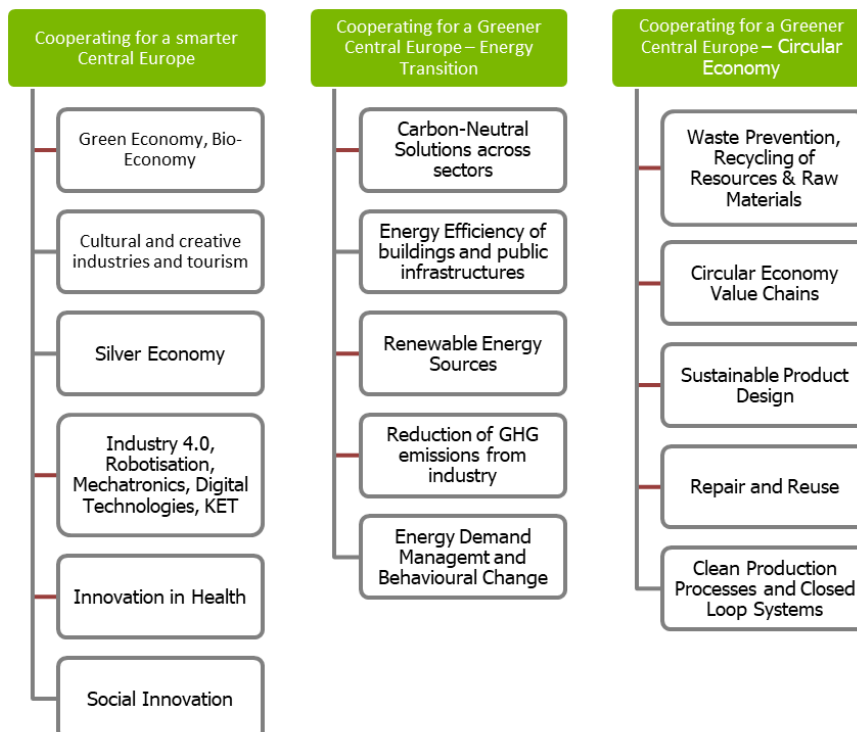 Cooperating for a smarter
Central Europe
Green Economy, Bio-
Economy
Cultural and creative
industries and tourism
Silver Economy
Industry 4.0,
Robotisation,
Mechatronics, Digital
Technologies, KET
Innovation in Health
Social Innovation
Cooperating for a Greener
Central Europe – Energy
Transition
Carbon-Neutral
Solutions across
sectors
Energy Efficiency of
buildings and public
infrastructures
Renewable Energy
Sources
Reduction of GHG
emissions from
industry
Energy Demand
Managemt and
Behavioural Change
Cooperating for a Greener
Central Europe – Circular
Economy
Waste Prevention,
Recycling of
Resources & Raw
Materials
Circular Economy
Value Chains
Sustainable Product
Design
Repair and Reuse
Clean Production
Processes and Closed
Loop Systems